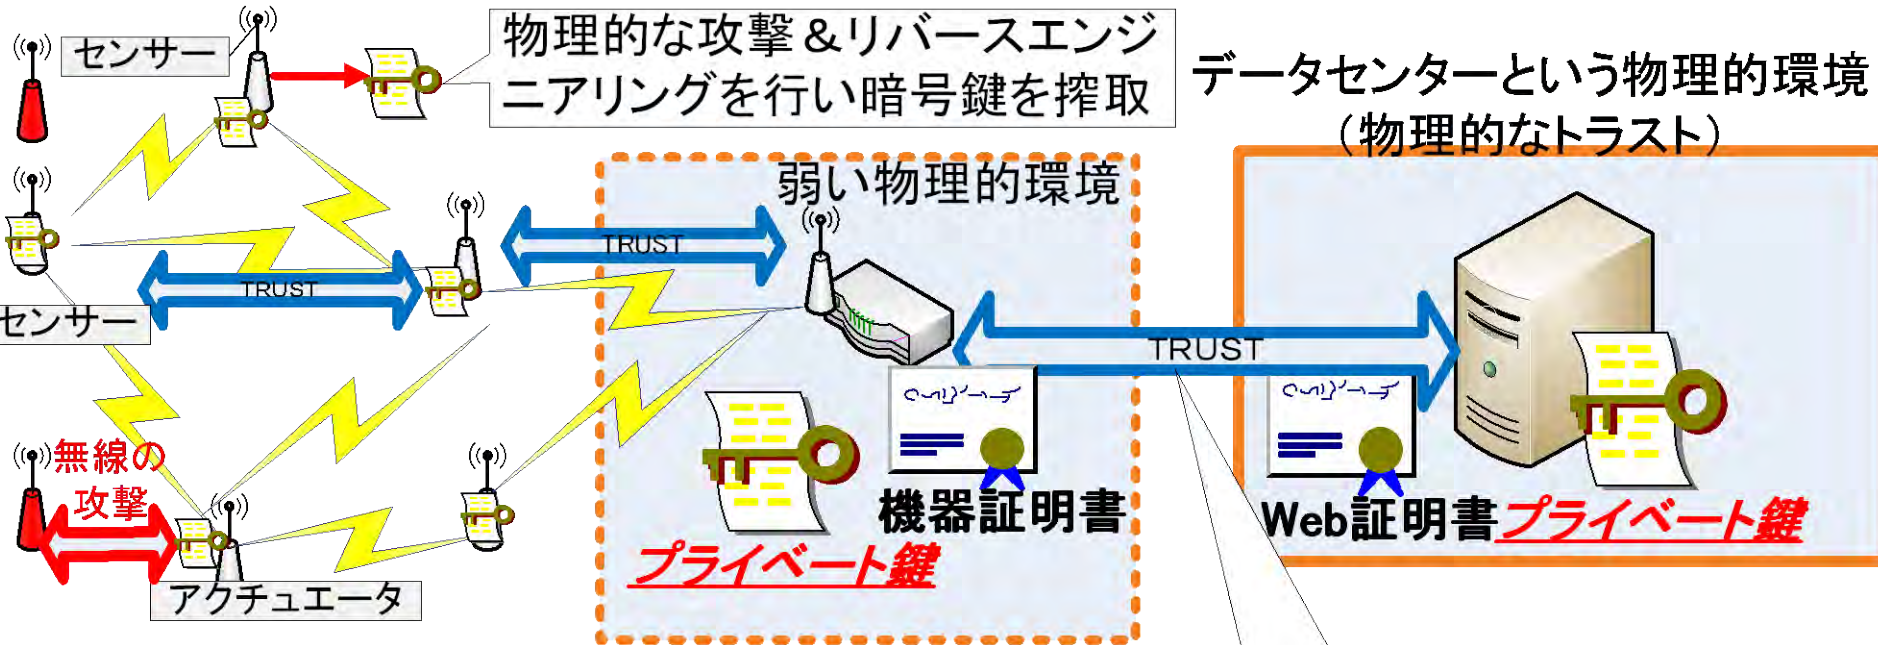 センサー
物理的な攻撃&リバースエンジ
ニアリングを行い暗号鍵を搾取
データセンターという物理的環境
(物理的なトラスト)
弱い物理的環境
TRUST
TRUST
センサー
TRUST
無線の
攻撃
機器証明書
プライベート鍵
Web証明書プライベート鍵
アクチュエータ